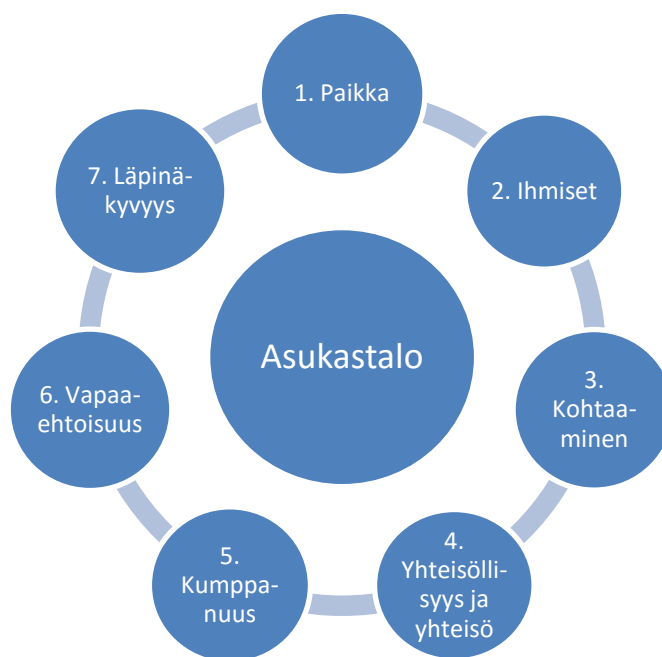 1. Paikka
2. Ihmiset
3.
Kohtaa-
minen
4.
Yhteisölli-
syys ja
yhteisö
5.
Kumppa-
nuus
6. Vapaa-
ehtoisuus
7. Läpinä-
kyvyys
Asukastalo